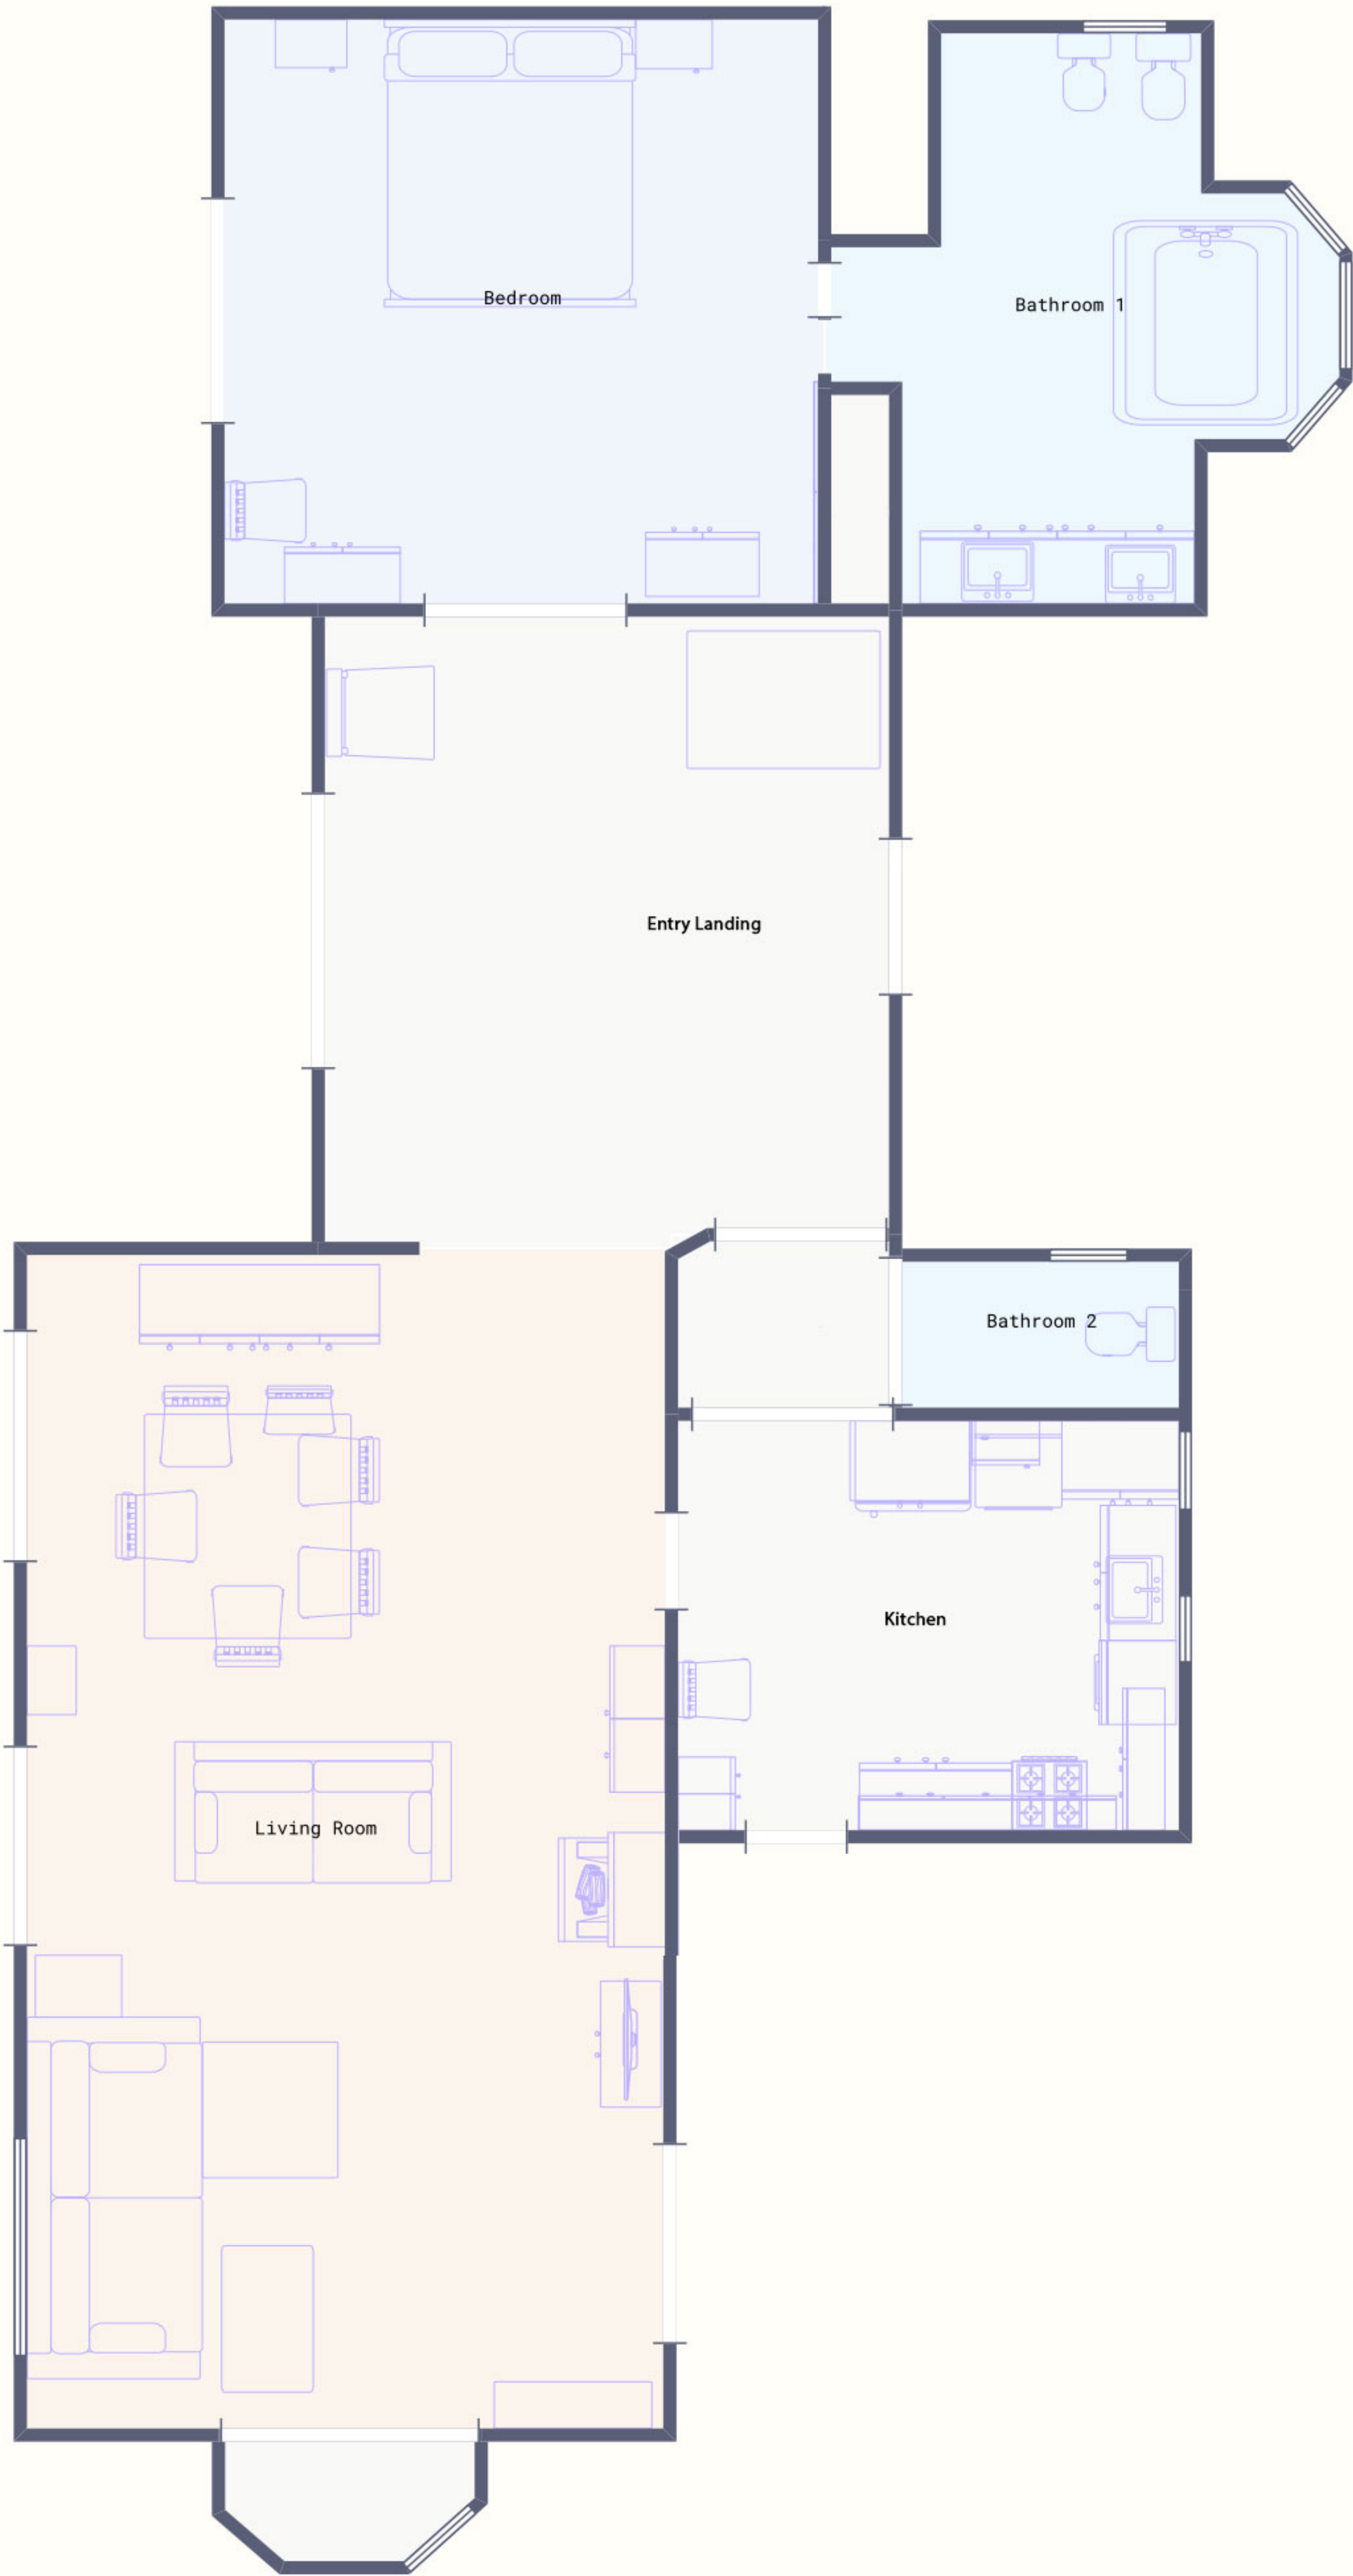 Bedroom
Bathroom 1
Entry Landing
Bathroom 2
Kitchen
Living Room